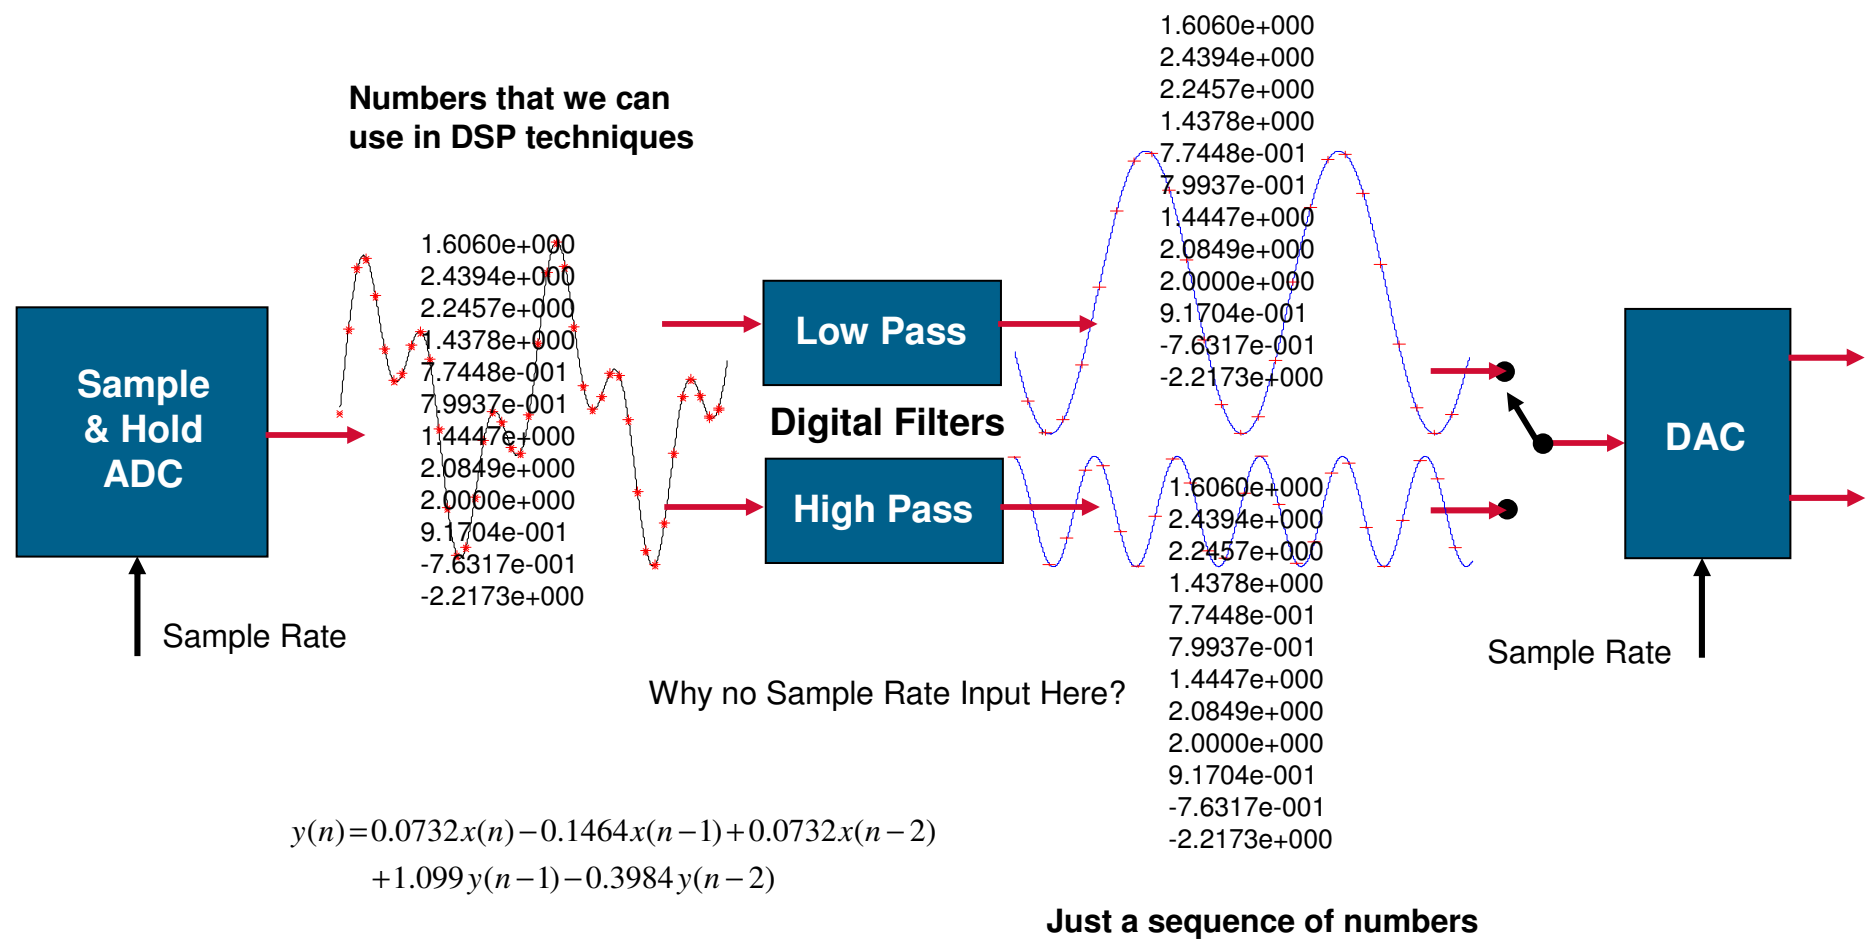 Numbers that we can
use in DSP techniques
Sample
& Hold
ADC
Sample Rate
1.6060e+000
2.4394e+000
2.2457e+000
1.4378e+000
7.7448e-001
7.9937e-001
1.4447e+000
2.0849e+000
2.0000e+000
9.1704e-001
-7.6317e-001
-2.2173e+000
Low Pass
Digital Filters
High Pass
Why no Sample Rate Input Here?
1.6060e+000
2.4394e+000
2.2457e+000
1.4378e+000
7.7448e-001
7.9937e-001
1.4447e+000
2.0849e+000
2.0000e+000
9.1704e-001
-7.6317e-001
-2.2173e+000
1.6060e+000
2.4394e+000
2.2457e+000
1.4378e+000
7.7448e-001
7.9937e-001
1.4447e+000
2.0849e+000
2.0000e+000
9.1704e-001
-7.6317e-001
-2.2173e+000
DAC
Sample Rate
y(n)=0.0732x(n)−0.1464x(n−1)+0.0732x(n−2)
+1.099y(n−1)−0.3984y(n−2)
Just a sequence of numbers